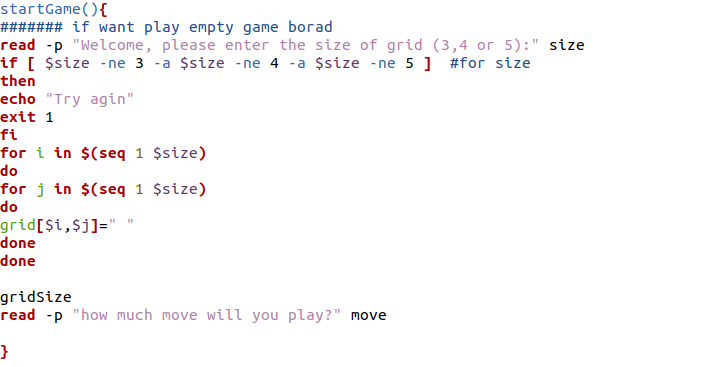 startGame(){
####### if want play empty game borad
read -p "Welcome, please enter the size of grid (3,4 or 5):" size
if [ $size -ne 3 -a $size -ne 4 -a $size -ne 5 ]  #for size
then
echo "Try agin"
exit 1
fi
for i in $(seq 1 $size)
do
for j in $(seq 1 $size)
do
grid[$i,$j]=" "
done
done

gridSize
read -p "how much move will you play?" move

}